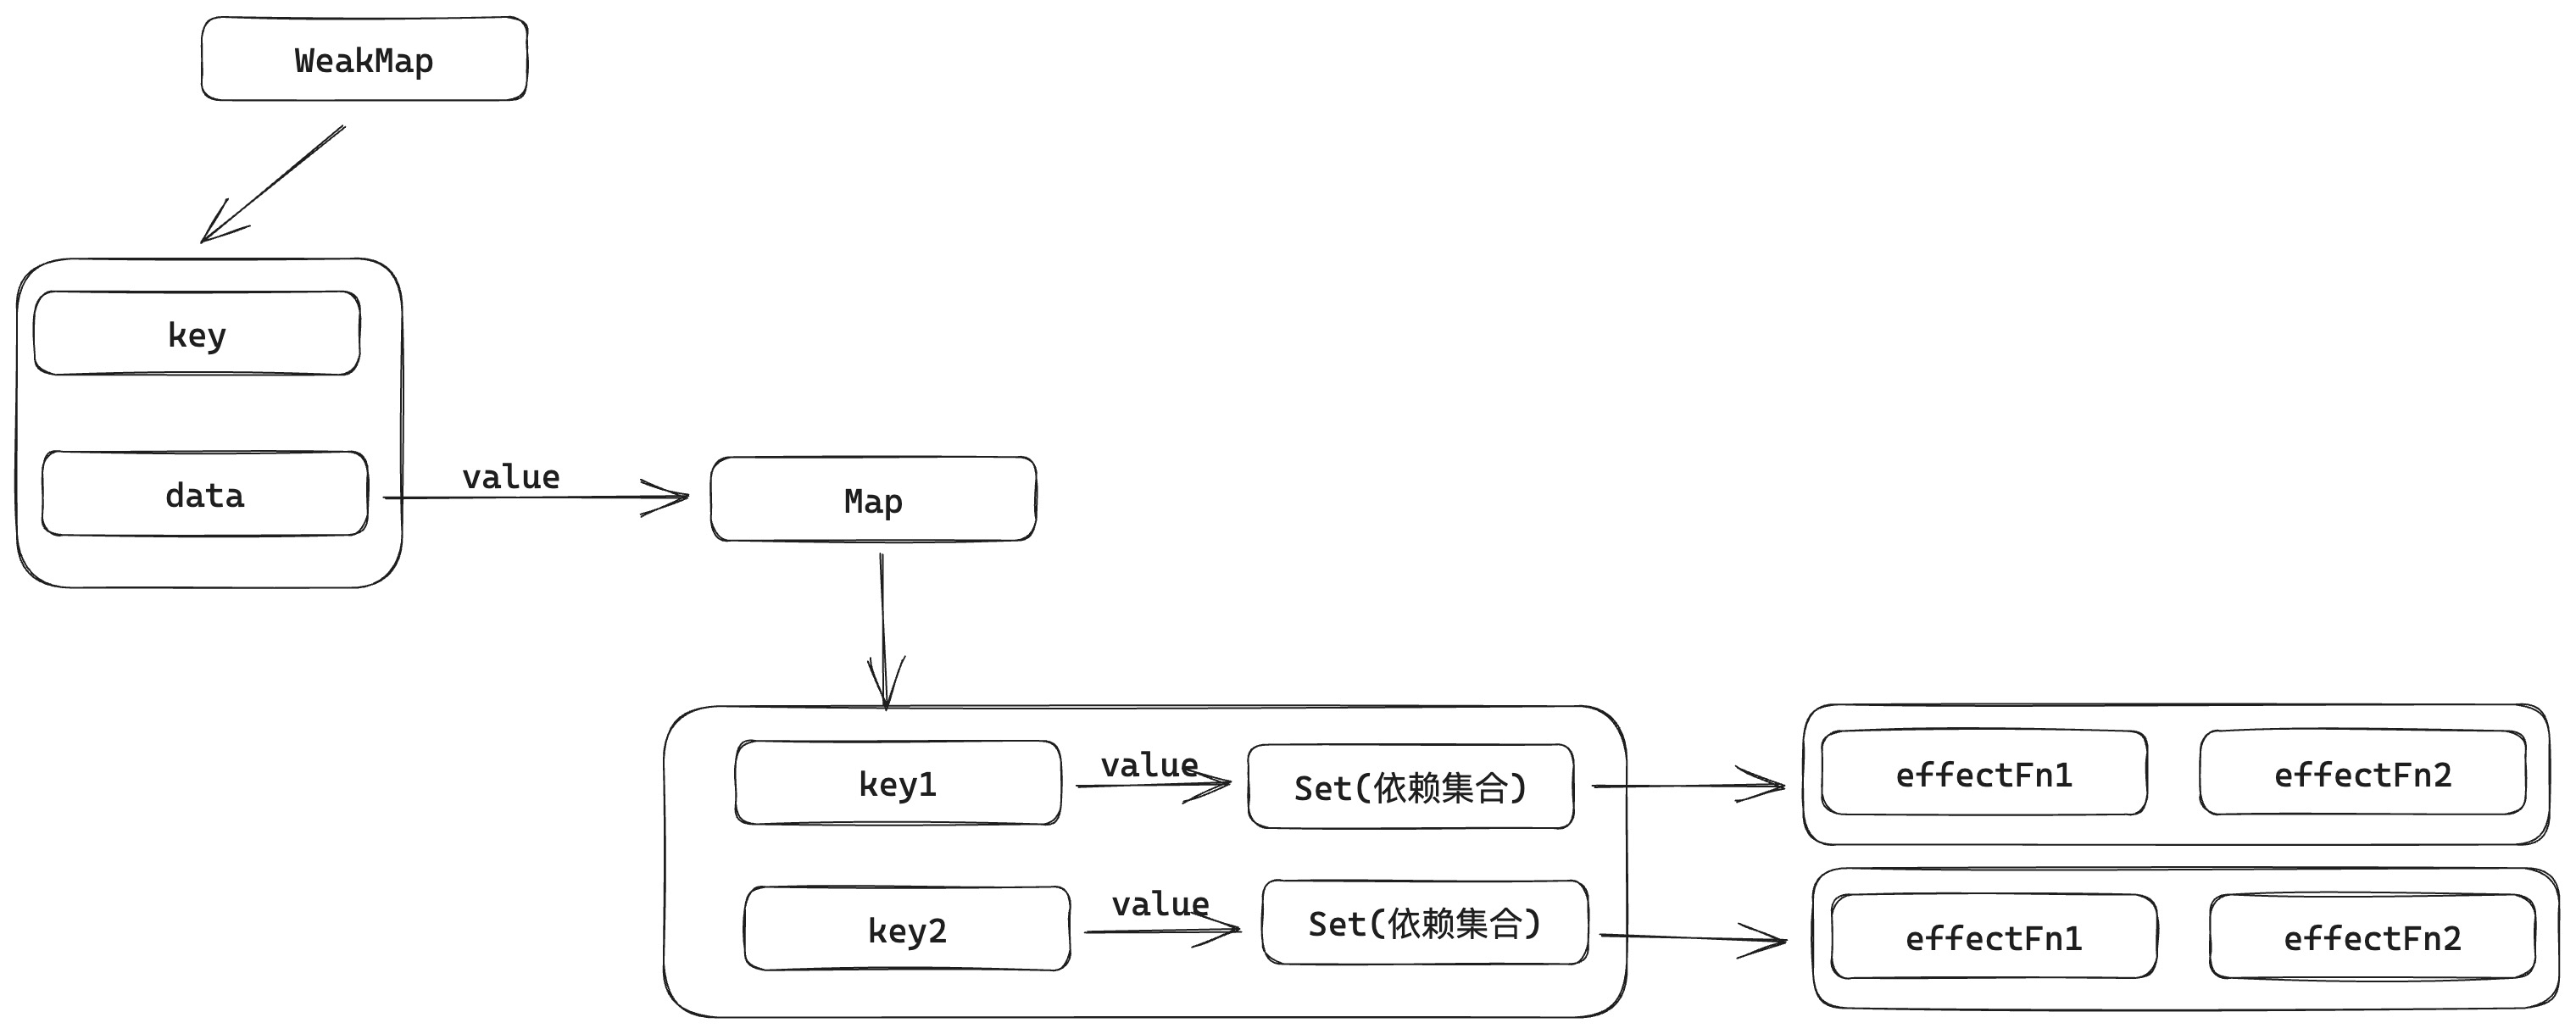 WeakMap
key
data
value
Map
key1
value
Set(依赖集合)
effectFn1
effectFn2
key2
value
Set(依赖集合)
effectFn1
effectFn2